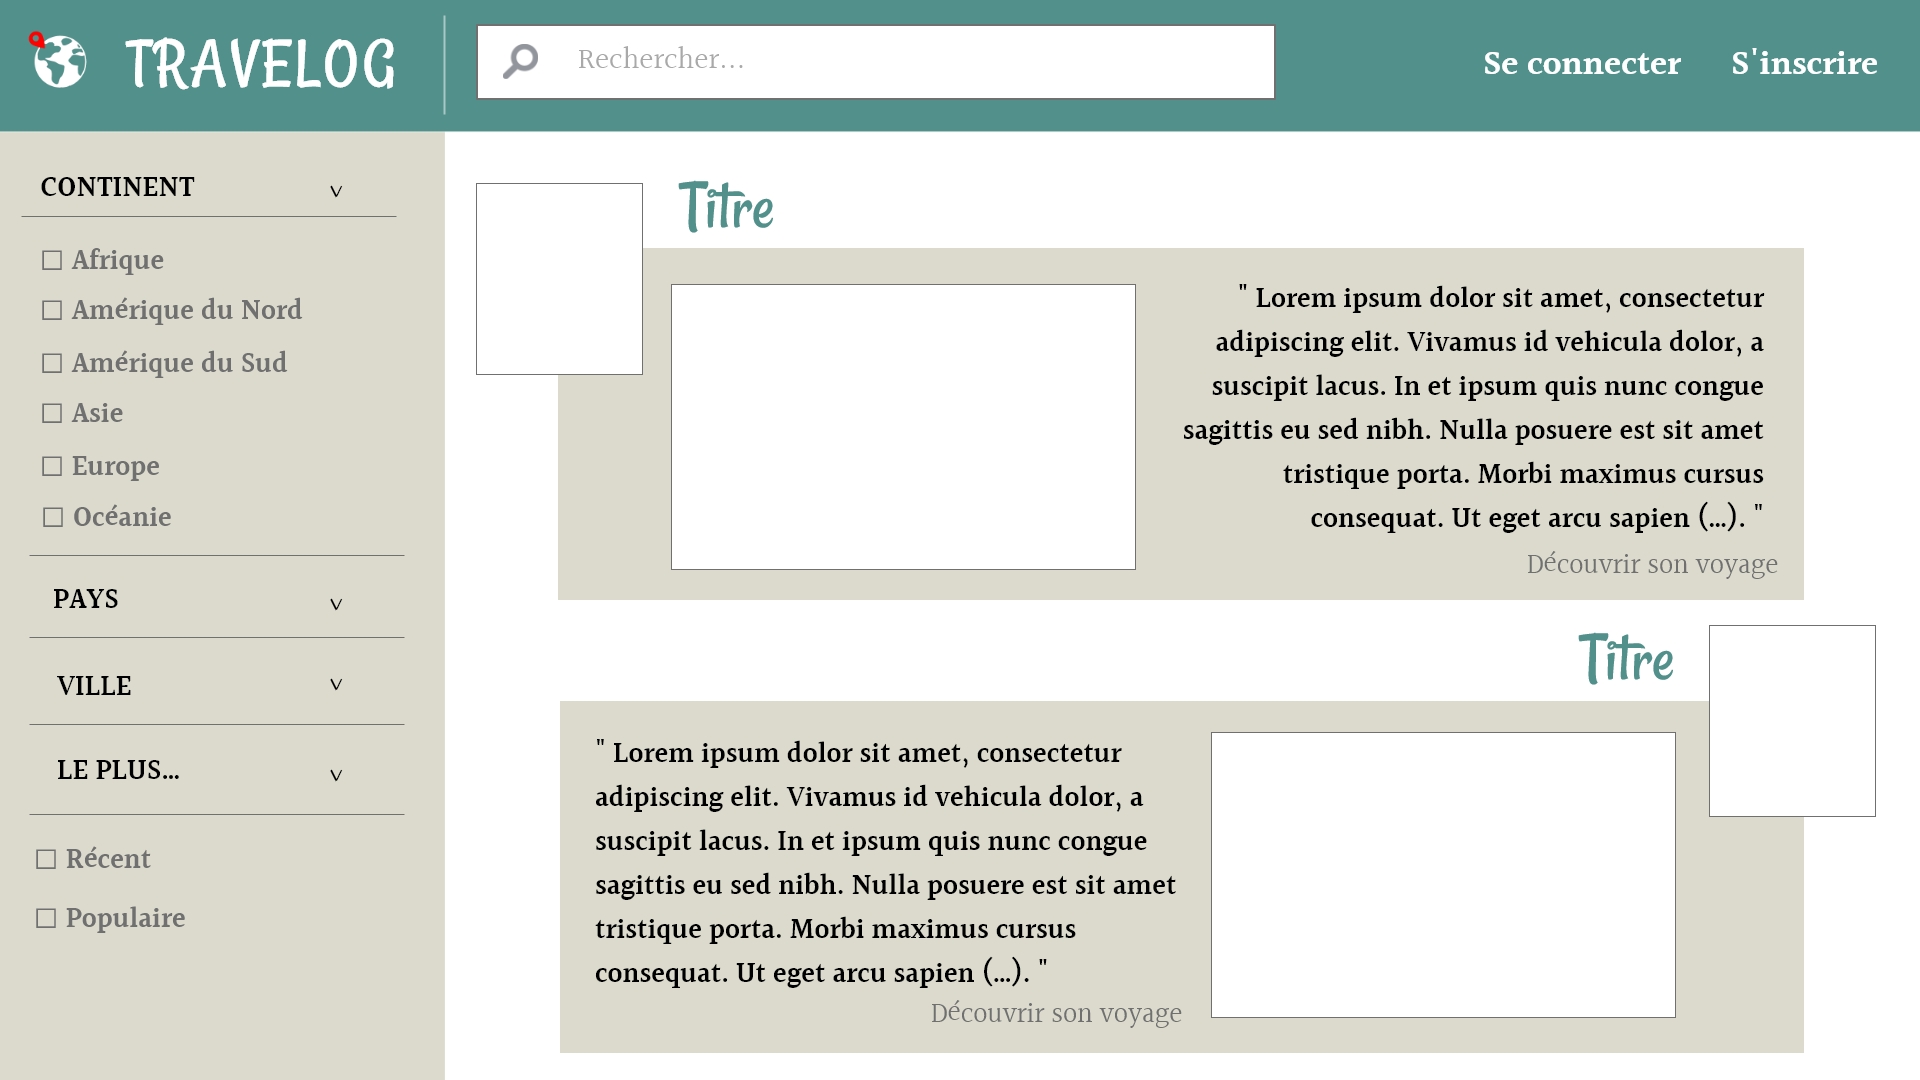 TRAVELOG
Rechercher...
Se connecter
S'inscrire
CONTINENT
Afrique
Amérique du Nord
Amérique du Sud
Asie
Europe
Océanie
PAYS
VILLE
LE PLUS...
Récent
Populaire
Titre
" Lorem ipsum dolor sit amet, consectetur
adipiscing elit. Vivamus id vehicula dolor, a
suscipit lacus. In et ipsum quis nunc congue
sagittis eu sed nibh. Nulla posuere est sit amet
tristique porta. Morbi maximus cursus
consequat. Ut eget arcu sapien (...). "
Découvrir son voyage
Titre
" Lorem ipsum dolor sit amet, consectetur
adipiscing elit. Vivamus id vehicula dolor, a
suscipit lacus. In et ipsum quis nunc congue
sagittis eu sed nibh. Nulla posuere est sit amet
tristique porta. Morbi maximus cursus
consequat. Ut eget arcu sapien (...). "
Découvrir son voyage